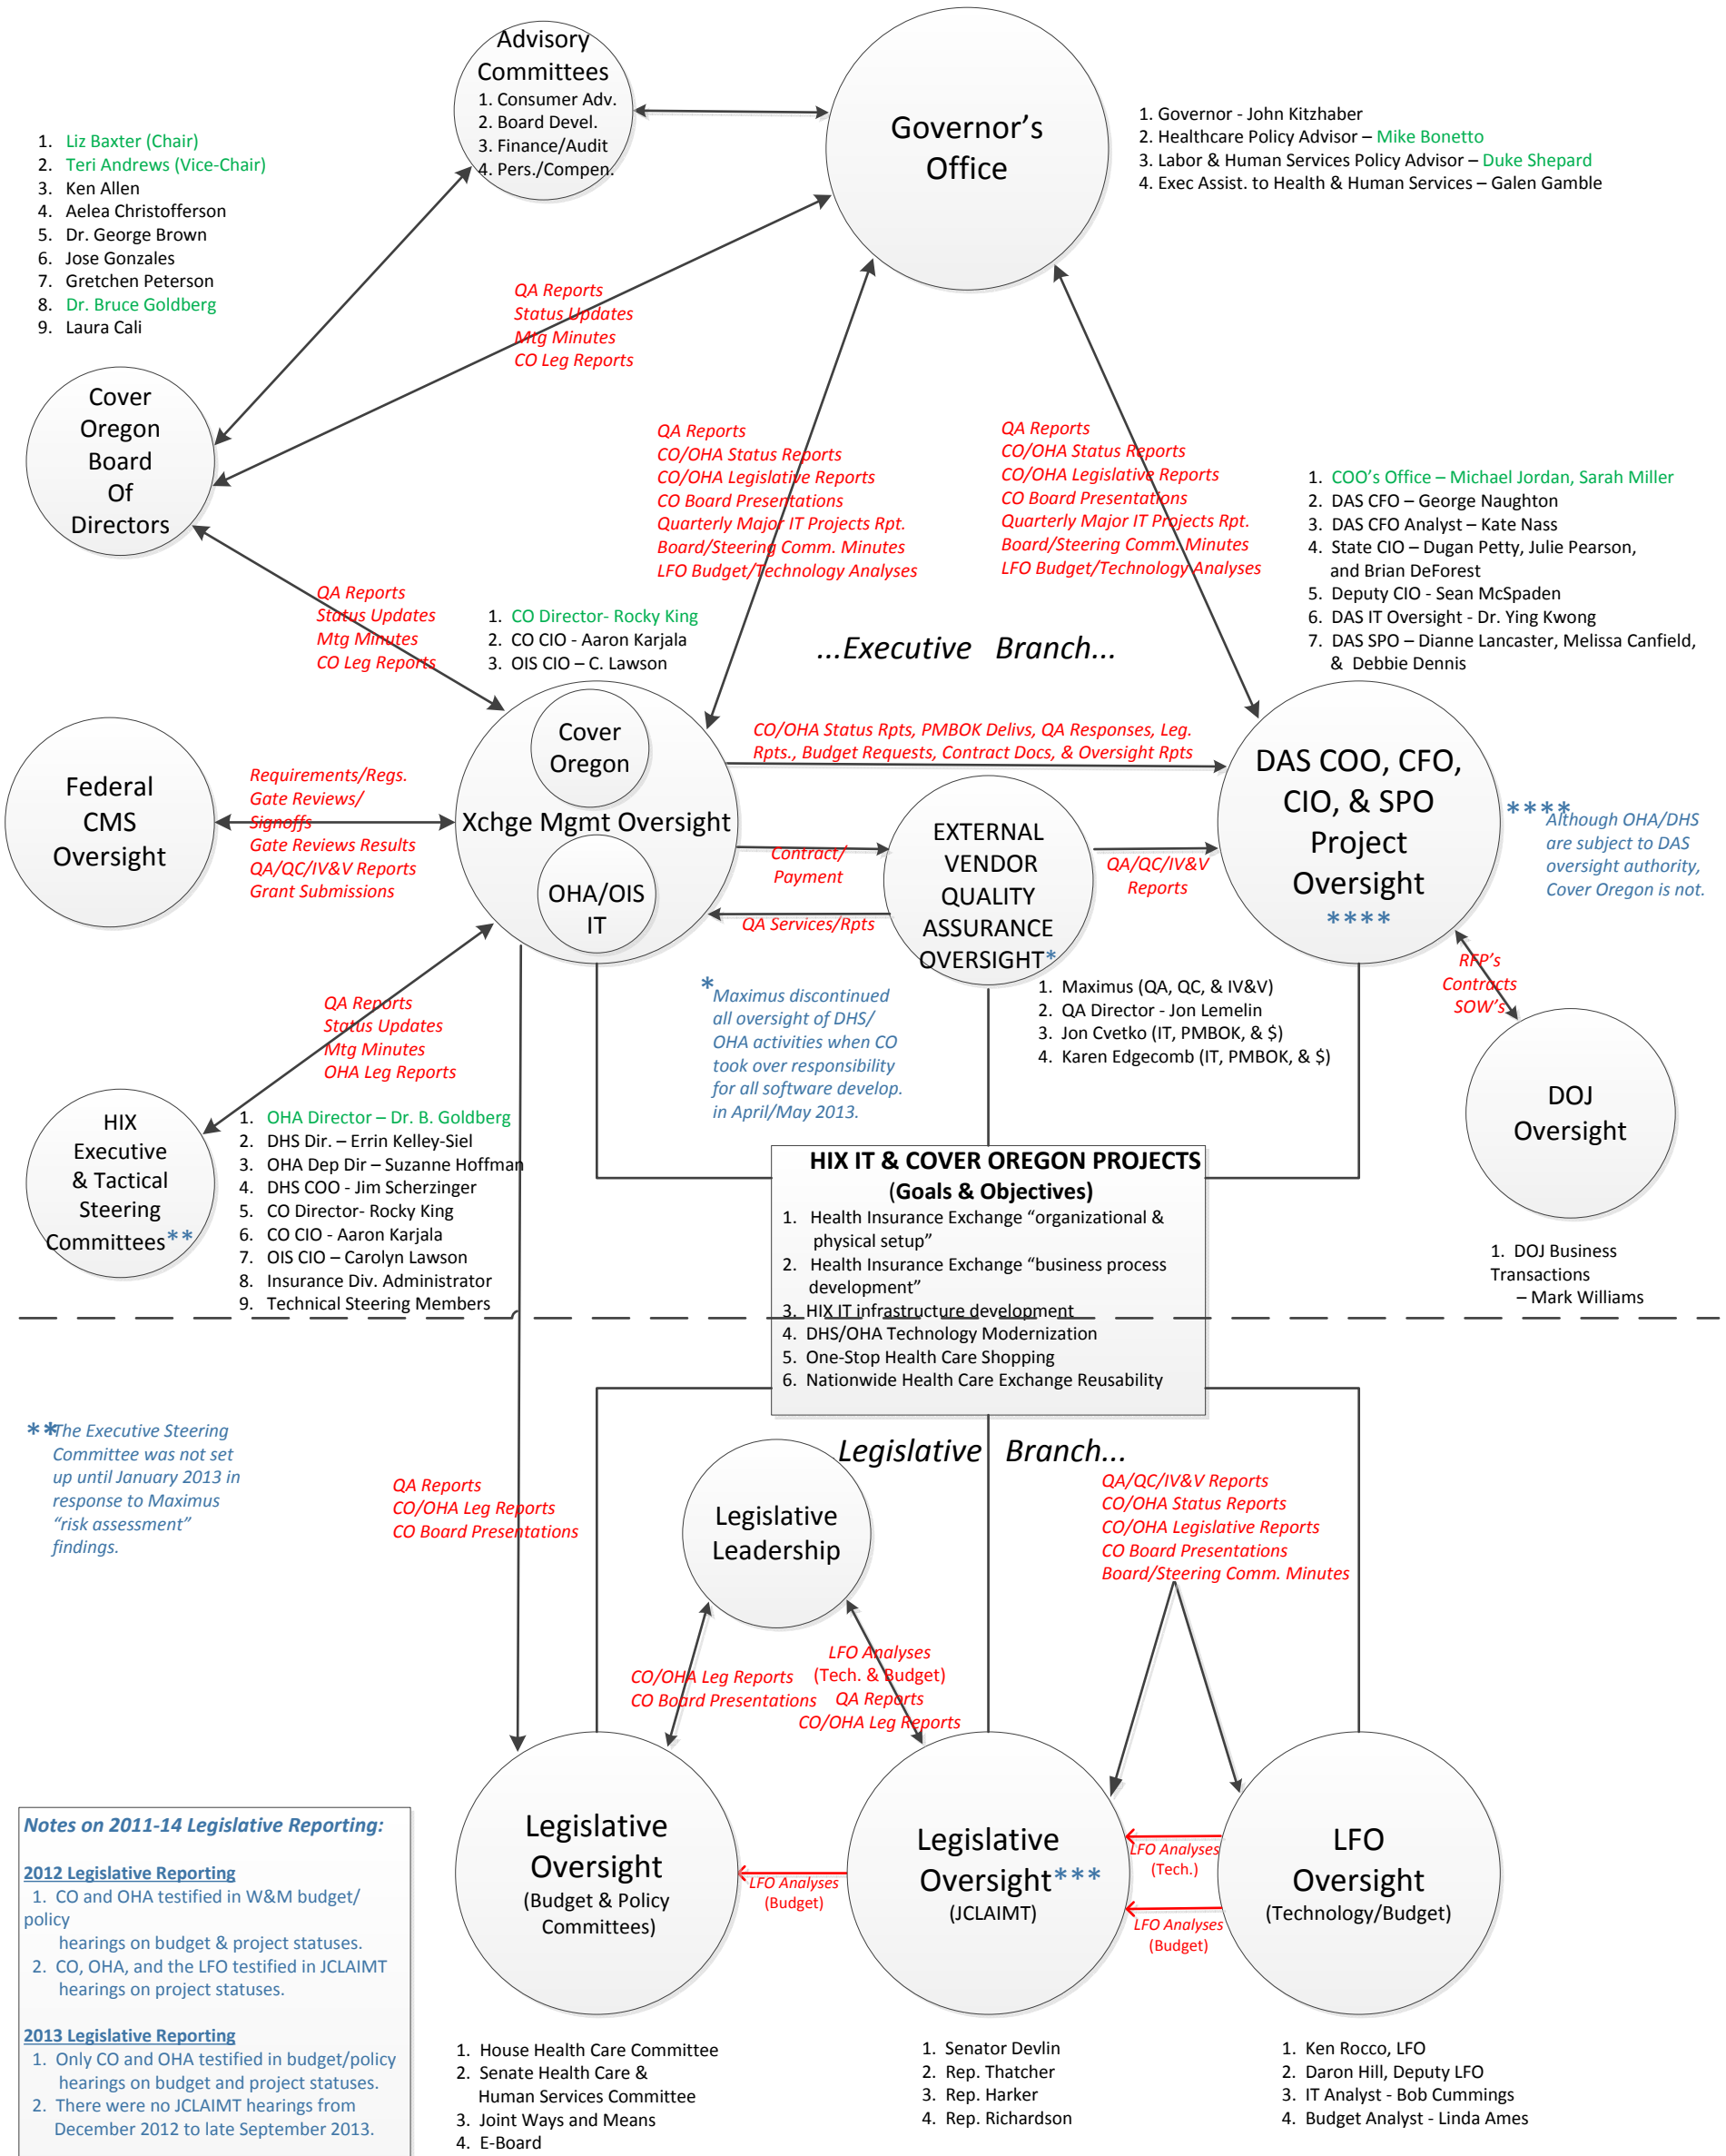 Advisory
Committees
1. Consumer Adv.
2. Board Devel.
3. Finance/Audit
4. Pers./Compen.
Governor's
Office
1. Governor - John Kitzhaber
2. Healthcare Policy Advisor – Mike Bonetto
3. Labor & Human Services Policy Advisor – Duke Shepard
4. Exec Assist. to Health & Human Services – Galen Gamble
1. Liz Baxter (Chair)
2. Teri Andrews (Vice-Chair)
3. Ken Allen
4. Aelea Christofferson
5. Dr. George Brown
6. Jose Gonzales
7. Gretchen Peterson
8. Dr. Bruce Goldberg
9. Laura Cali
QA Reports
Status Updates
Mtg Minutes
CO Leg Reports
Cover
Oregon
Board
Of
Directors
QA Reports
CO/OHA Status Reports
CO/OHA Legislative Reports
CO Board Presentations
Quarterly Major IT Projects Rpt.
Board/Steering Comm. Minutes
LFO Budget/Technology Analyses
QA Reports
CO/OHA Status Reports
CO/OHA Legislative Reports
CO Board Presentations
Quarterly Major IT Projects Rpt.
Board/Steering Comm. Minutes
LFO Budget/Technology Analyses
1. COO's Office – Michael Jordan, Sarah Miller
2. DAS CFO – George Naughton
3. DAS CFO Analyst – Kate Nass
4. State CIO – Dugan Petty, Julie Pearson,
and Brian DeForest
5. Deputy CIO - Sean McSpaden
6. DAS IT Oversight - Dr. Ying Kwong
7. DAS SPO – Dianne Lancaster, Melissa Canfield,
& Debbie Dennis
QA Reports
Status Updates
Mtg Minutes
CO Leg Reports
1. CO Director- Rocky King
2. CO CIO - Aaron Karjala
3. OIS CIO – C. Lawson
...Executive Branch...
Cover
Oregon
Xchge Mgmt Oversight
OHA/OIS
IT
CO/OHA Status Rpts, PMBOK Delivs, QA Responses, Leg.
Rpts., Budget Requests, Contract Docs, & Oversight Rpts
DAS COO, CFO,
CIO, & SPO
Project
Oversight
****
****
Although OHA/DHS
are subject to DAS
oversight authority,
Cover Oregon is not.
Federal
CMS
Oversight
Requirements/Regs.
Gate Reviews/
Signoffs
Gate Reviews Results
QA/QC/IV&V Reports
Grant Submissions
Contract/
Payment
QA Services/Rpts
EXTERNAL
VENDOR
QUALITY
ASSURANCE
OVERSIGHT*
QA/QC/IV&V
Reports
RFP's
Contracts
SOW's
*
Maximus discontinued
all oversight of DHS/
OHA activities when CO
took over responsibility
for all software develop.
in April/May 2013.
1. Maximus (QA, QC, & IV&V)
2. QA Director - Jon Lemelin
3. Jon Cvetko (IT, PMBOK, & $)
4. Karen Edgecomb (IT, PMBOK, & $)
QA Reports
Status Updates
Mtg Minutes
OHA Leg Reports
HIX
Executive
& Tactical
Steering
Committees**
1. OHA Director – Dr. B. Goldberg
2. DHS Dir. – Errin Kelley-Siel
3. OHA Dep Dir – Suzanne Hoffman
4. DHS COO - Jim Scherzinger
5. CO Director- Rocky King
6. CO CIO - Aaron Karjala
7. OIS CIO – Carolyn Lawson
8. Insurance Div. Administrator
9. Technical Steering Members
DOJ
Oversight
1. DOJ Business
Transactions
– Mark Williams
HIX IT & COVER OREGON PROJECTS
(Goals & Objectives)
1. Health Insurance Exchange “organizational &
physical setup”
2. Health Insurance Exchange “business process
development”
3. HIX IT infrastructure development
4. DHS/OHA Technology Modernization
5. One-Stop Health Care Shopping
6. Nationwide Health Care Exchange Reusability
**The Executive Steering
Committee was not set
up until January 2013 in
response to Maximus
“risk assessment”
findings.
Legislative Branch...
QA Reports
CO/OHA Leg Reports
CO Board Presentations
Legislative
Leadership
QA/QC/IV&V Reports
CO/OHA Status Reports
CO/OHA Legislative Reports
CO Board Presentations
Board/Steering Comm. Minutes
CO/OHA Leg Reports
CO Board Presentations
LFO Analyses
(Tech. & Budget)
QA Reports
CO/OHA Leg Reports
Legislative
Oversight
(Budget & Policy
Committees)
LFO Analyses
(Budget)
Legislative
Oversight***
(JCLAIMT)
LFO Analyses
(Tech.)
LFO Analyses
(Budget)
LFO
Oversight
(Technology/Budget)
Notes on 2011-14 Legislative Reporting:
2012 Legislative Reporting
1. CO and OHA testified in W&M budget/
policy
hearings on budget & project statuses.
2. CO, OHA, and the LFO testified in JCLAIMT
hearings on project statuses.
2013 Legislative Reporting
1. Only CO and OHA testified in budget/policy
hearings on budget and project statuses.
2. There were no JCLAIMT hearings from
December 2012 to late September 2013.
1. House Health Care Committee
2. Senate Health Care &
Human Services Committee
3. Joint Ways and Means
4. E-Board
1. Senator Devlin
2. Rep. Thatcher
3. Rep. Harker
4. Rep. Richardson
1. Ken Rocco, LFO
2. Daron Hill, Deputy LFO
3. IT Analyst - Bob Cummings
4. Budget Analyst - Linda Ames